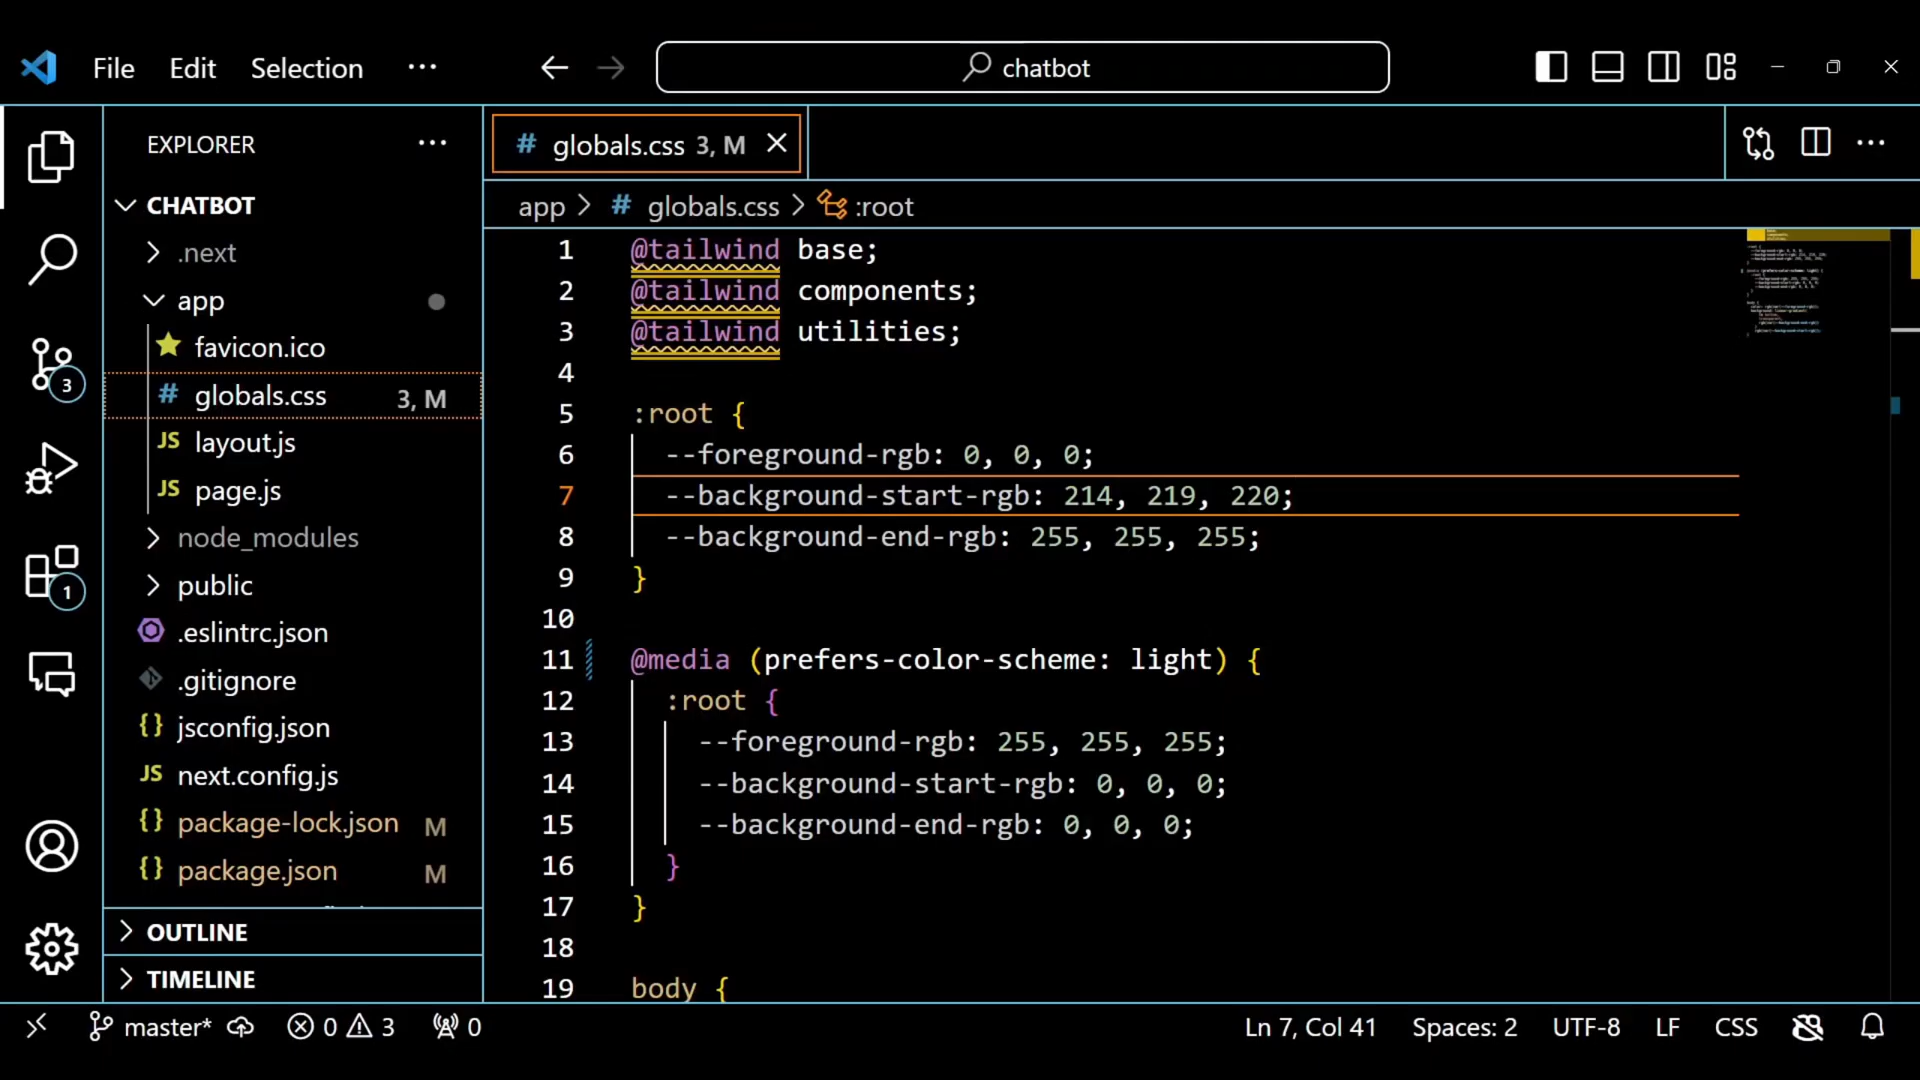 File Edit Selection ···
chatbot
EXPLORER ···
CHATBOT
.next
app
favicon.ico
# globals.css 3, M
JS layout.js
JS page.js
node_modules
public
.eslintrc.json
.gitignore
{} jsconfig.json
JS next.config.js
{} package-lock.json M
{} package.json M
OUTLINE
TIMELINE
3
1
# globals.css 3, M
app > # globals.css > :root
1 @tailwind base;
2 @tailwind components;
3 @tailwind utilities;
4
5 :root {
6 --foreground-rgb: 0, 0, 0;
7 --background-start-rgb: 214, 219, 220;
8 --background-end-rgb: 255, 255, 255;
9 }
10
11 @media (prefers-color-scheme: light) {
12 :root {
13 --foreground-rgb: 255, 255, 255;
14 --background-start-rgb: 0, 0, 0;
15 --background-end-rgb: 0, 0, 0;
16 }
17 }
18
19 body {
master* 0 3 0 Ln 7, Col 41 Spaces: 2 UTF-8 LF CSS